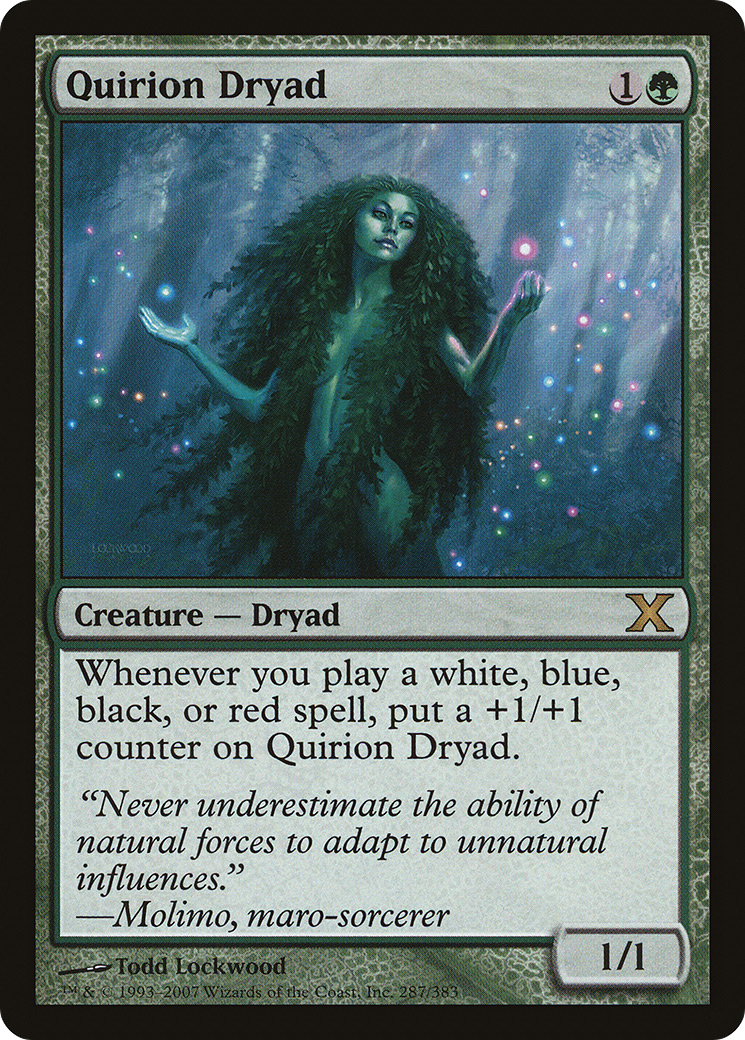 Quirion Dryad 1
LOCKWOOD
Creature — Dryad
Whenever you play a white, blue,
black, or red spell, put a +1/+1
counter on Quirion Dryad.
“Never underestimate the ability of
natural forces to adapt to unnatural
influences.”
—Molimo, maro-sorcerer
1/1
Todd Lockwood
™ & © 1993–2007 Wizards of the Coast, Inc. 287/383